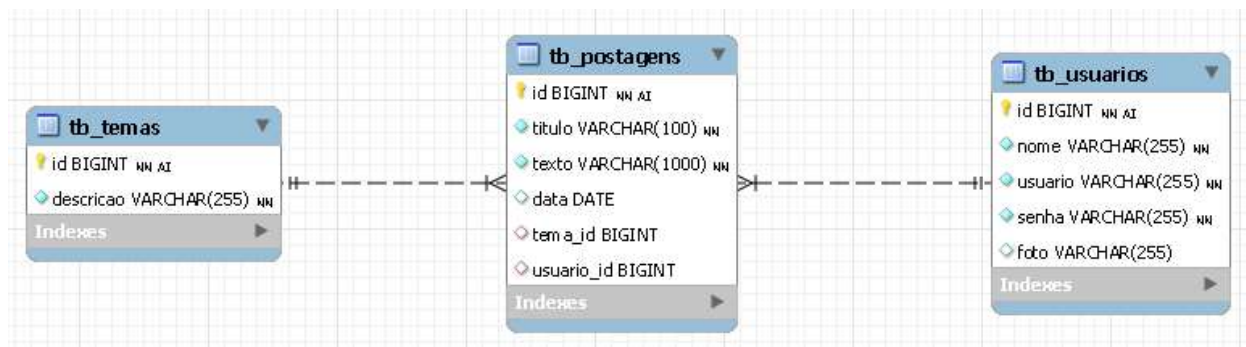 tb_temas
id BIGINT NN AI
descricao VARCHAR(255) NN
Indexes
tb_postagens
id BIGINT NN AI
titulo VARCHAR(100) NN
texto VARCHAR(1000) NN
data DATE
tema_id BIGINT
usuario_id BIGINT
Indexes
tb_usuarios
id BIGINT NN AI
nome VARCHAR(255) NN
usuario VARCHAR(255) NN
senha VARCHAR(255) NN
foto VARCHAR(255)
Indexes